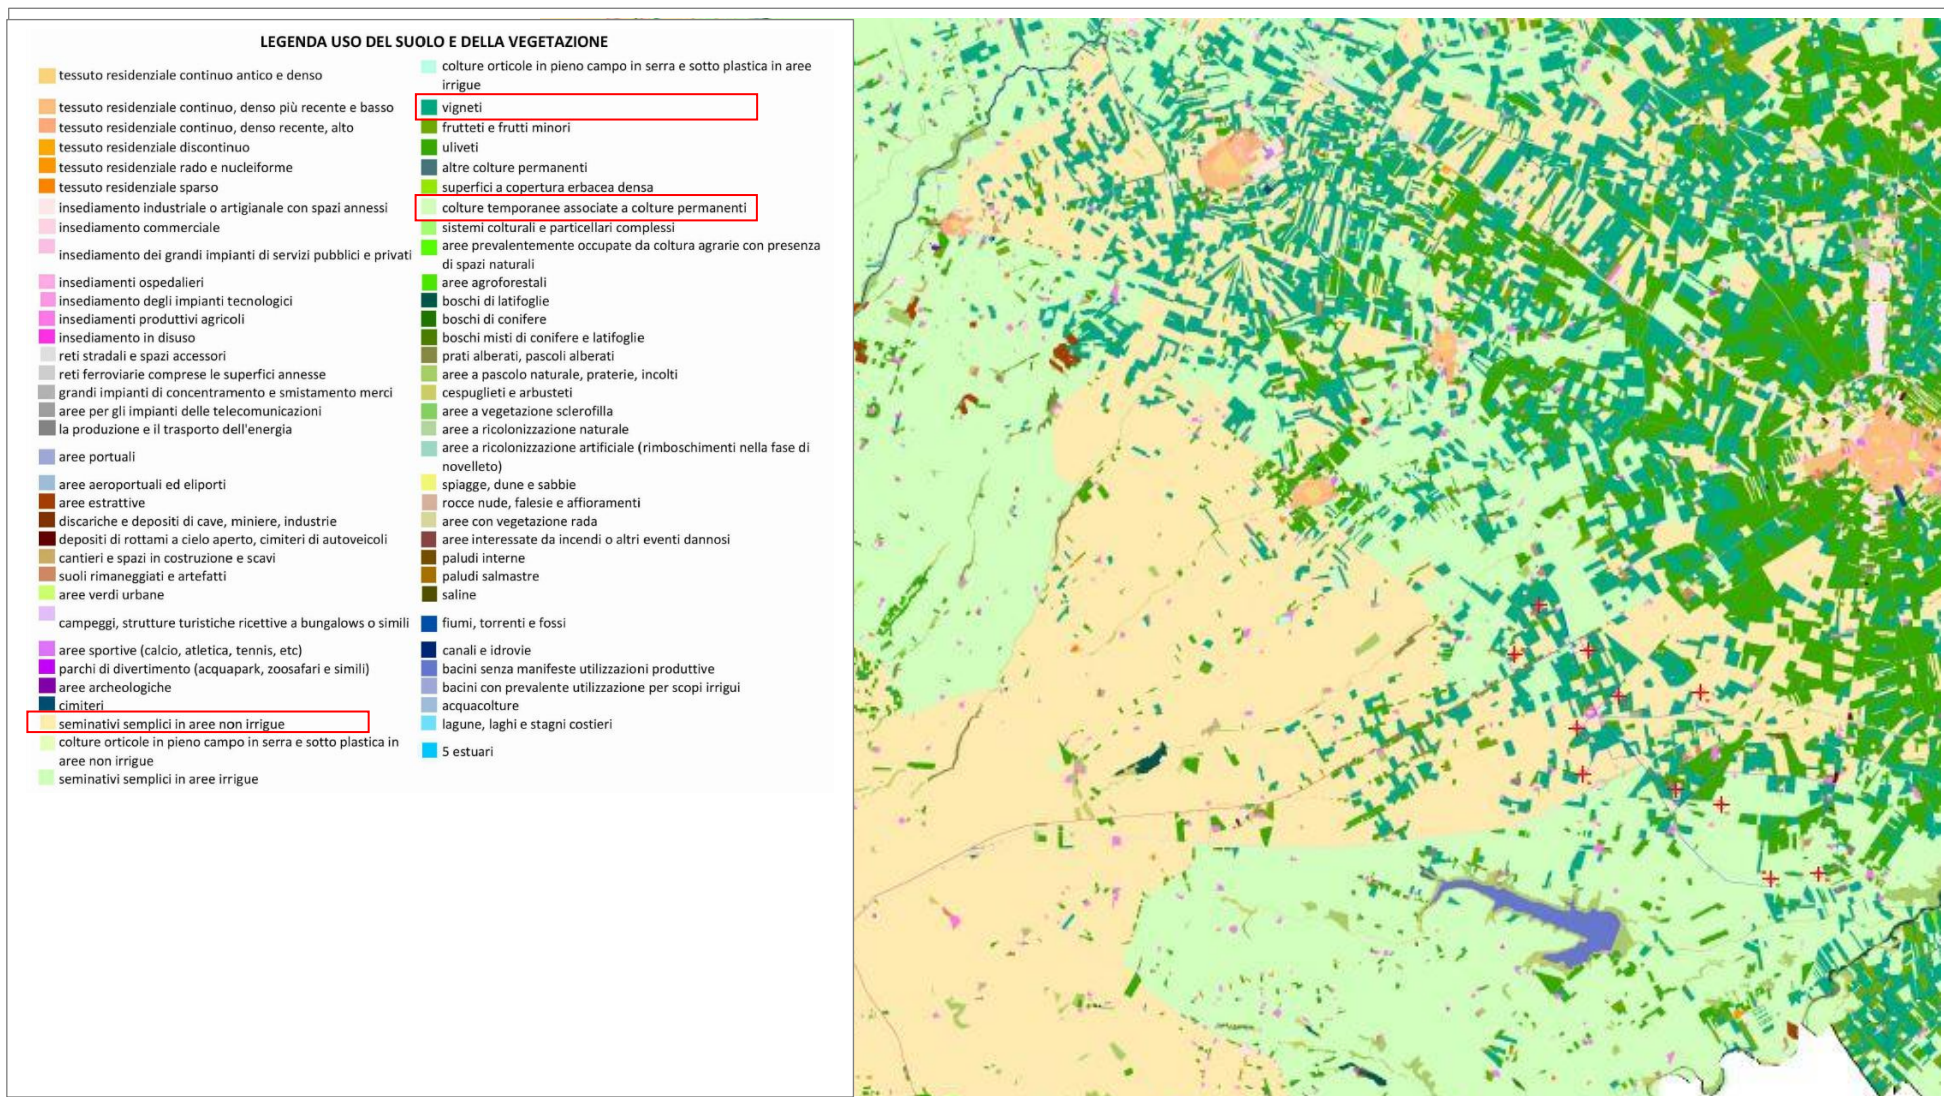 LEGENDA USO DEL SUOLO E DELLA VEGETAZIONE
tessuto residenziale continuo antico e denso
tessuto residenziale continuo, denso più recente e basso
tessuto residenziale continuo, denso recente, alto
tessuto residenziale discontinuo
tessuto residenziale rado e nucleiforme
tessuto residenziale sparso
insediamento industriale o artigianale con spazi annessi
insediamento commerciale
insediamento dei grandi impianti di servizi pubblici e privati
insediamenti ospedalieri
insediamento degli impianti tecnologici
insediamenti produttivi agricoli
insediamento in disuso
reti stradali e spazi accessori
reti ferroviarie comprese le superfici annesse
grandi impianti di concentramento e smistamento merci
aree per gli impianti delle telecomunicazioni
la produzione e il trasporto dell'energia
aree portuali
aree aeroportuali ed eliporti
aree estrattive
discariche e depositi di cave, miniere, industrie
depositi di rottami a cielo aperto, cimiteri di autoveicoli
cantieri e spazi in costruzione e scavi
suoli rimaneggiati e artefatti
aree verdi urbane
campeggi, strutture turistiche ricettive a bungalows o simili
aree sportive (calcio, atletica, tennis, etc)
parchi di divertimento (acquapark, zoosafari e simili)
aree archeologiche
cimiteri
seminativi semplici in aree non irrigue
colture orticole in pieno campo in serra e sotto plastica in
aree non irrigue
seminativi semplici in aree irrigue
colture orticole in pieno campo in serra e sotto plastica in aree
irrigue
vigneti
frutteti e frutti minori
uliveti
altre colture permanenti
superfici a copertura erbacea densa
colture temporanee associate a colture permanenti
sistemi colturali e particellari complessi
aree prevalentemente occupate da coltura agrarie con presenza
di spazi naturali
aree agroforestali
boschi di latifoglie
boschi di conifere
boschi misti di conifere e latifoglie
prati alberati, pascoli alberati
aree a pascolo naturale, praterie, incolti
cespuglieti e arbusteti
aree a vegetazione sclerofilla
aree a ricolonizzazione naturale
aree a ricolonizzazione artificiale (rimboschimenti nella fase di
novelleto)
spiagge, dune e sabbie
rocce nude, falesie e affioramenti
aree con vegetazione rada
aree interessate da incendi o altri eventi dannosi
paludi interne
paludi salmastre
saline
fiumi, torrenti e fossi
canali e idrovie
bacini senza manifeste utilizzazioni produttive
bacini con prevalente utilizzazione per scopi irrigui
acquacolture
lagune, laghi e stagni costieri
5 estuari